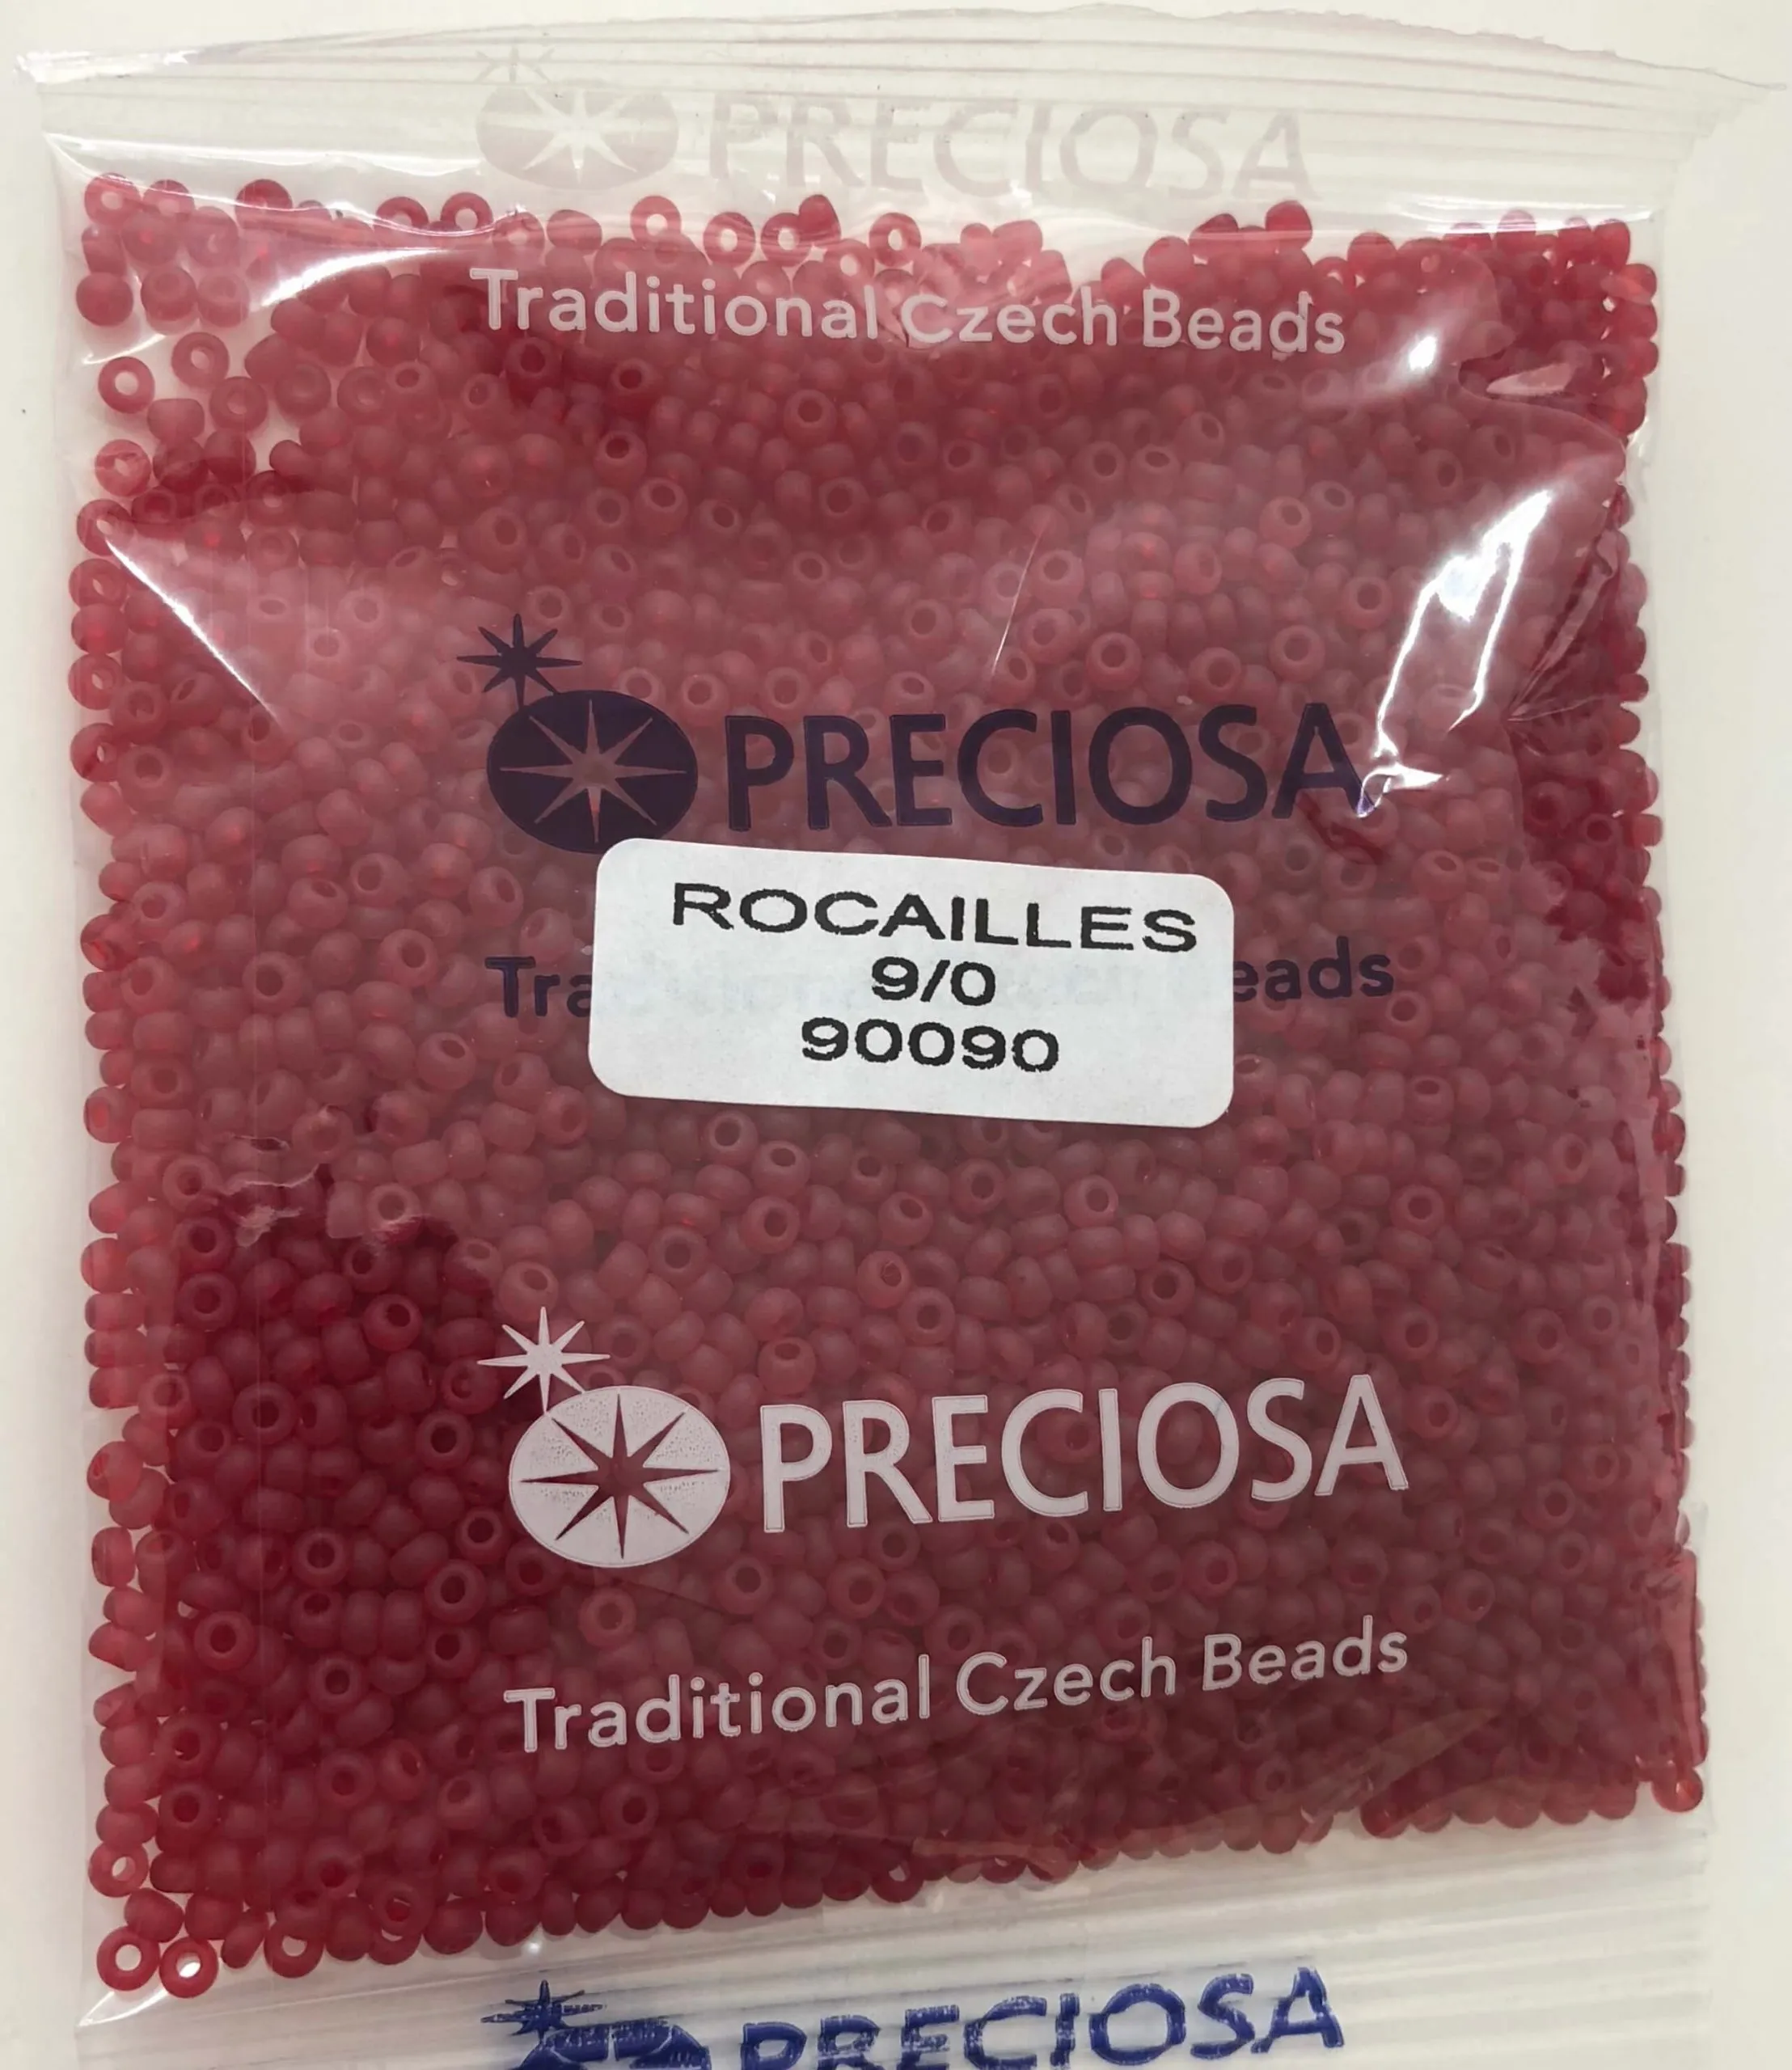 PRECIOSA
Traditional Czech Beads
PRECIOSA
ROCAILLES
Tra 9/0 eads
90090
PRECIOSA
Traditional Czech Beads
PRECIOSA